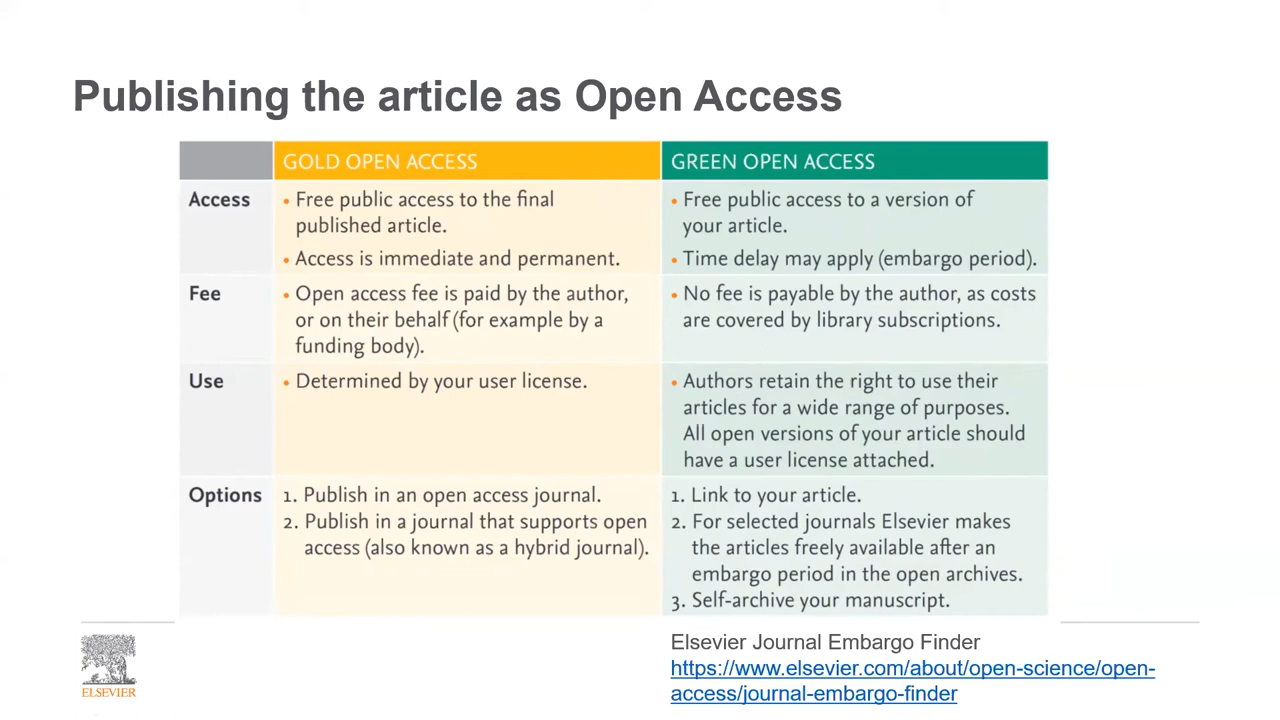 Publishing the article as Open Access
GOLD OPEN ACCESS
GREEN OPEN ACCESS
Access
• Free public access to the final
published article.
• Access is immediate and permanent.
• Free public access to a version of
your article.
• Time delay may apply (embargo period).
Fee
• Open access fee is paid by the author,
or on their behalf (for example by a
funding body).
• No fee is payable by the author, as costs
are covered by library subscriptions.
Use
• Determined by your user license.
• Authors retain the right to use their
articles for a wide range of purposes.
All open versions of your article should
have a user license attached.
Options
1. Publish in an open access journal.
2. Publish in a journal that supports open
access (also known as a hybrid journal).
1. Link to your article.
2. For selected journals Elsevier makes
the articles freely available after an
embargo period in the open archives.
3. Self-archive your manuscript.
ELSEVIER
Elsevier Journal Embargo Finder
https://www.elsevier.com/about/open-science/open-
access/journal-embargo-finder